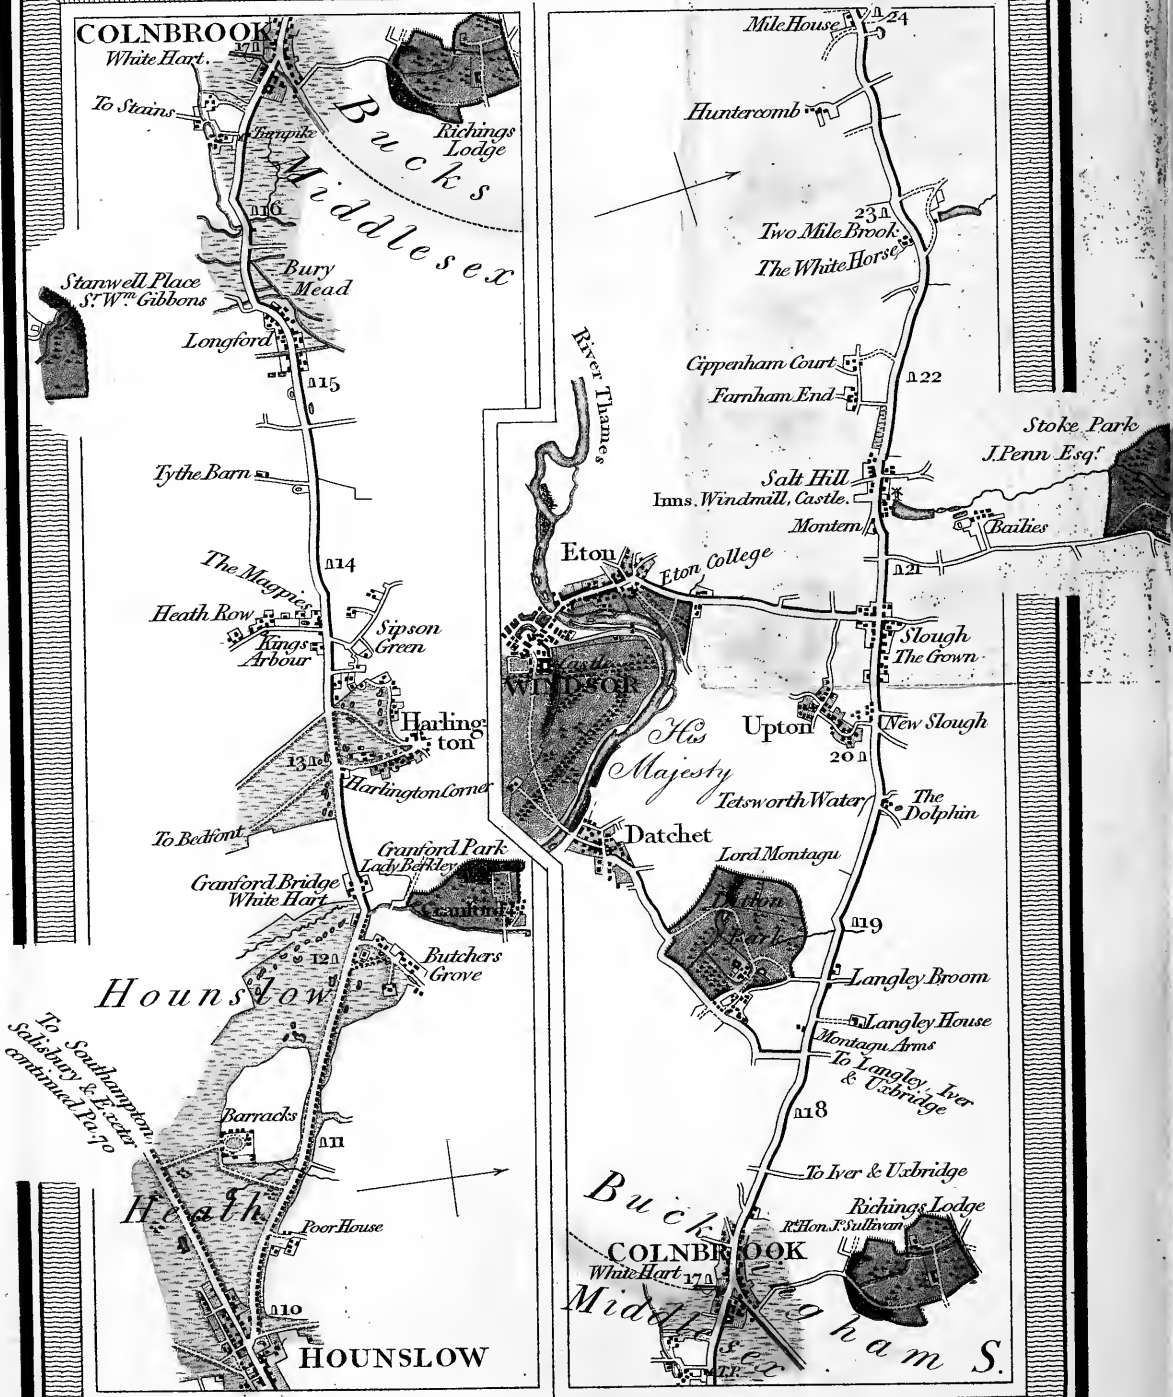 COLNBROOK
17
White Hart.
To Stains
Turnpike
Richings
Lodge
Bucks
Middlesex
16
Bury
Mead
Stanwell Place
Sr. Wm. Gibbons
Longford
15
Tythe Barn
14
The Magpies
Heath Row
Kings
Arbour
Sipson
Green
Harling-
ton
13
Harlington Corner
To Bedfont
Cranford Park
Lady Berkley
Cranford Bridge
White Hart
Cranford
12
Butchers
Grove
Hounslow
To
Southampton,
Salisbury & Exeter
continued Pa. 70
Barracks
11
Heath
Poor House
10
HOUNSLOW
Mile House
24
Huntercomb
23
Two Mile Brook
The White Horse
Cippenham Court
22
Farnham End
Stoke Park
J. Penn Esqr.
Salt Hill
Inns. Windmill, Castle.
Montem
Bailies
21
River Thames
Eton
Eton College
Slough
The Crown
Castle
WINDSOR
Upton
New Slough
20
His
Majesty
Tetsworth Water
The
Dolphin
Datchet
Lord Montagu
Ditton
Park
19
Langley Broom
Langley House
Montagu Arms
To Langley, Iver
& Uxbridge
18
To Iver & Uxbridge
Richings Lodge
Rt. Hon. Jn. Sullivan
Buckin
COLNBROOK
White Hart 17
Middlesex
gham S.
T.P.